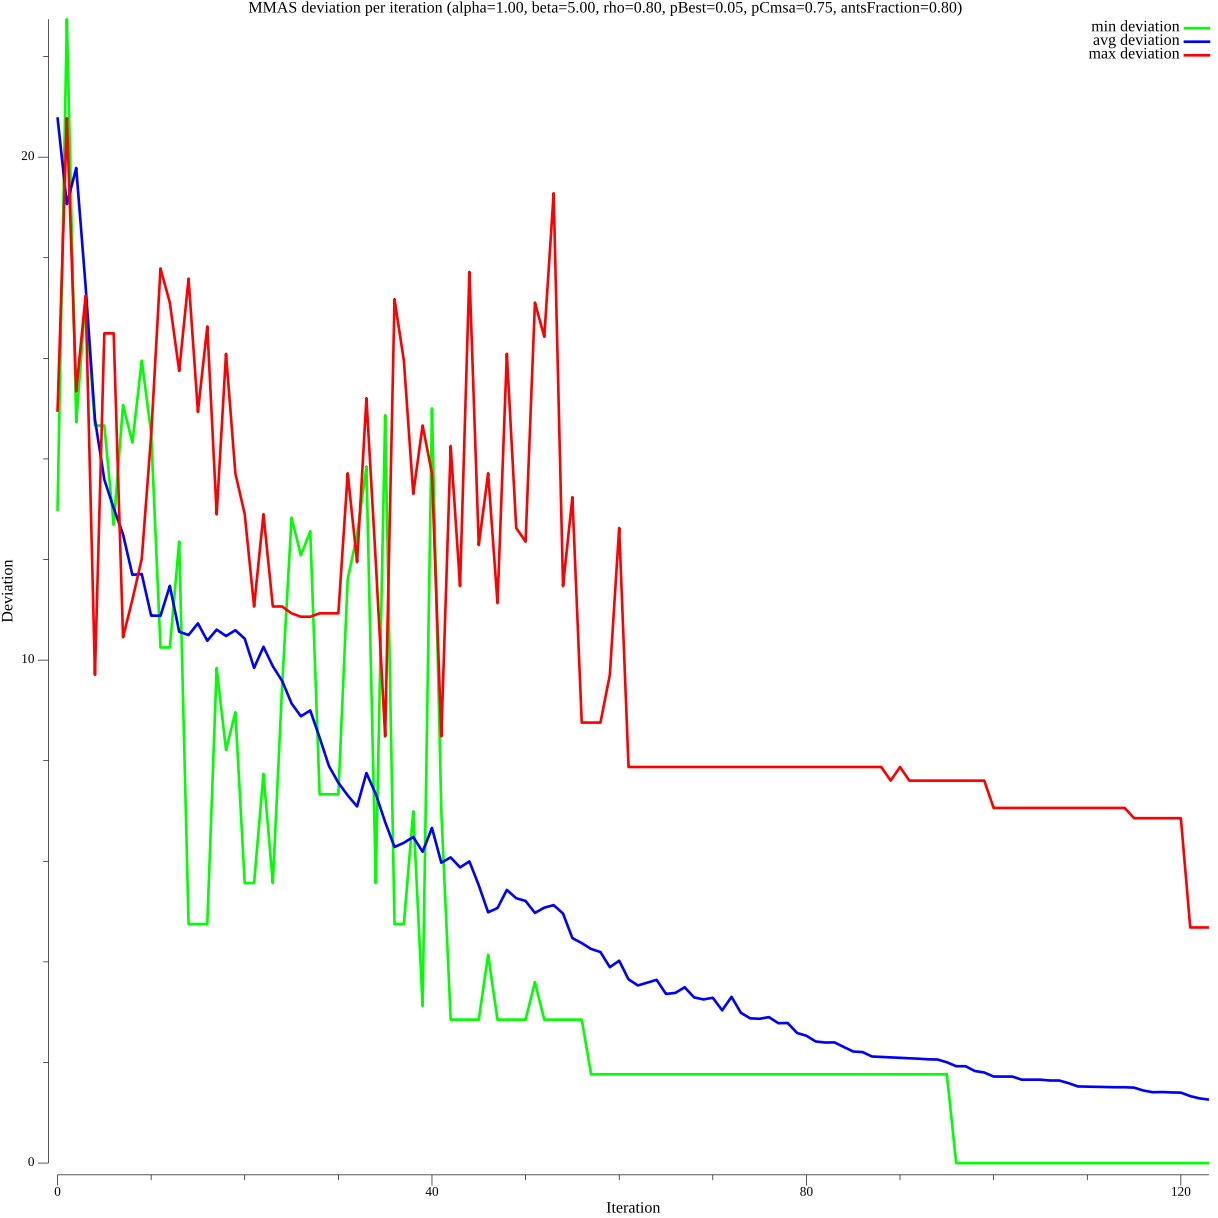 MMAS deviation per iteration (alpha=1.00, beta=5.00, rho=0.80, pBest=0.05, pCmsa=0.75, antsFraction=0.80)
min deviation
avg deviation
max deviation
20
10
0
Deviation
0 40 80 120
Iteration